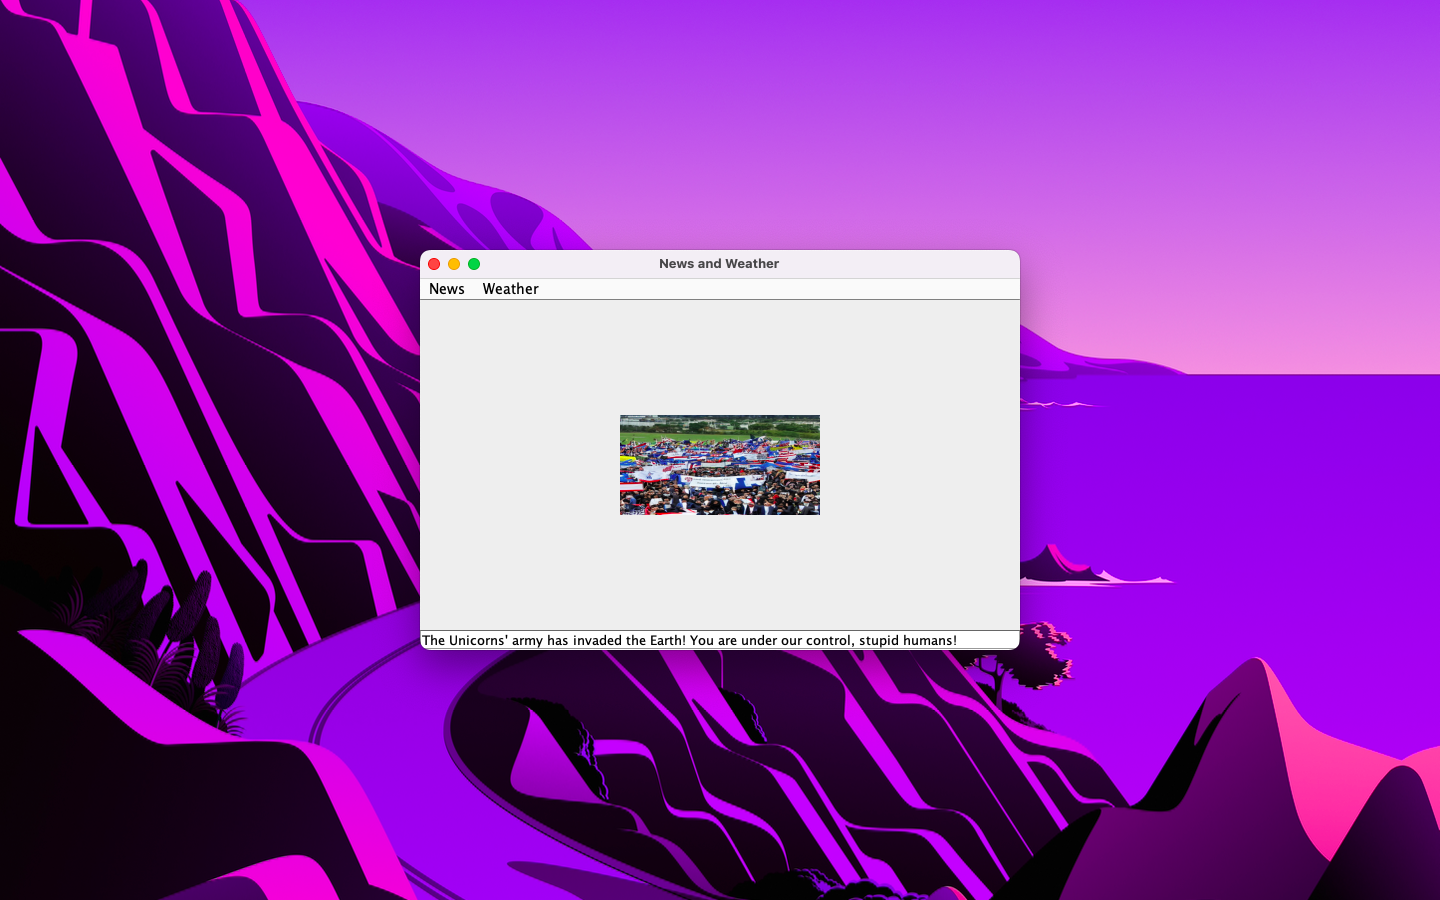 News and Weather
News Weather
The Unicorns' army has invaded the Earth! You are under our control, stupid humans!